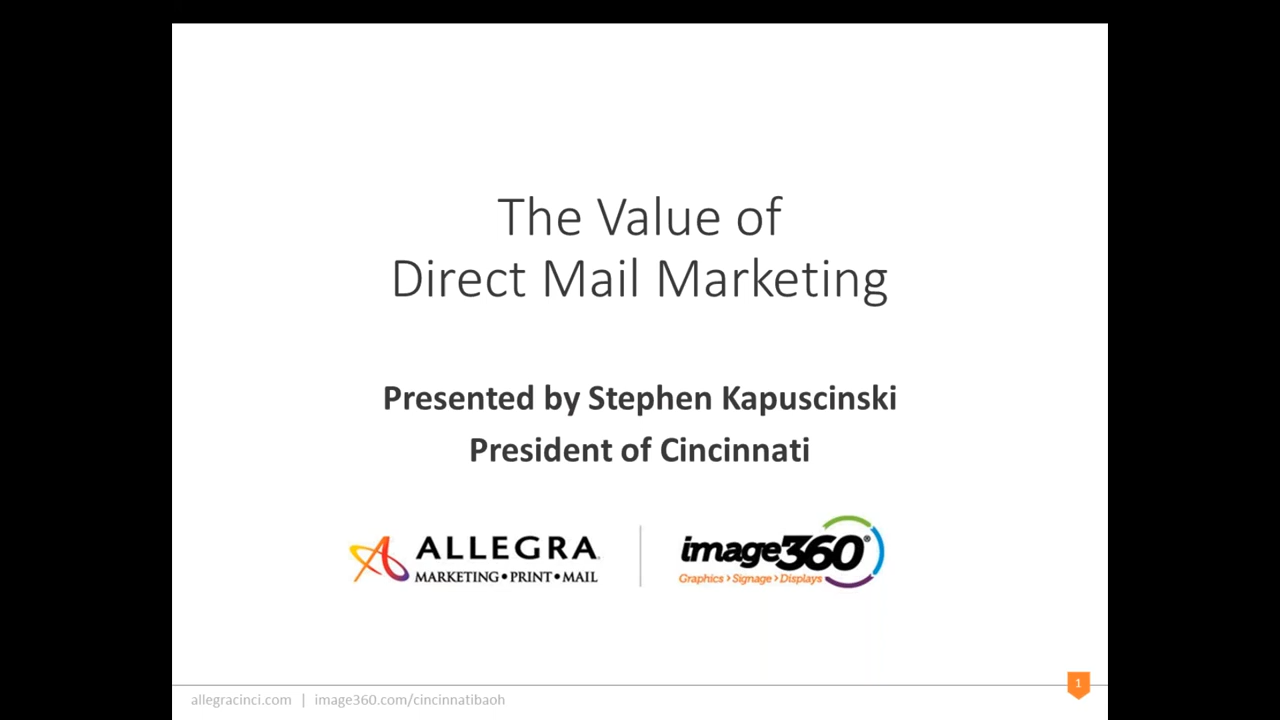 The Value of
Direct Mail Marketing
Presented by Stephen Kapuscinski
President of Cincinnati
ALLEGRA
MARKETING • PRINT • MAIL
image360®
Graphics > Signage > Displays
allegracinci.com | image360.com/cincinnatibaoh
1